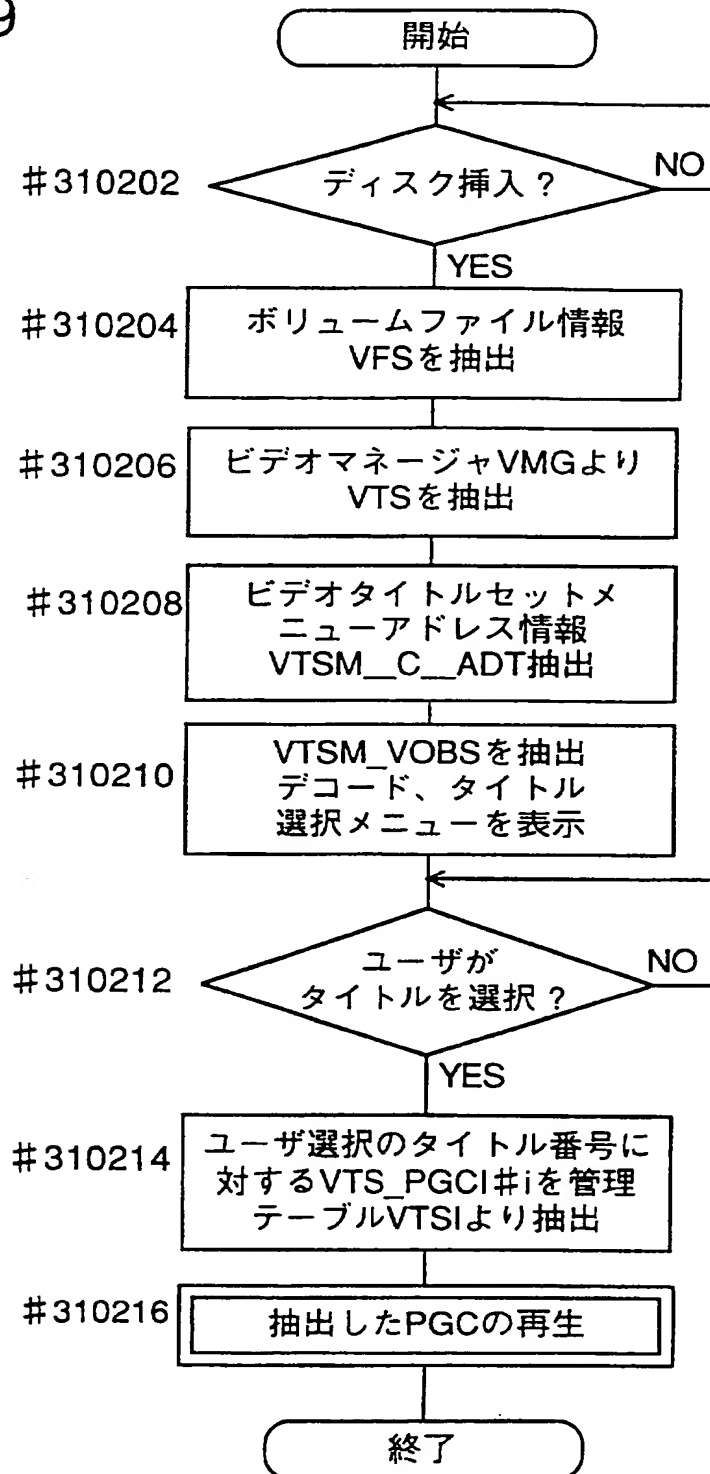 9
開始
#310202
ディスク挿入?
NO
YES
#310204
ボリュームファイル情報
VFSを抽出
#310206
ビデオマネージャVMGより
VTSを抽出
#310208
ビデオタイトルセットメ
ニューアドレス情報
VTSM__C__ADT抽出
#310210
VTSM_VOBSを抽出
デコード、タイトル
選択メニューを表示
#310212
ユーザが
タイトルを選択?
NO
YES
#310214
ユーザ選択のタイトル番号に
対するVTS_PGCI#iを管理
テーブルVTSIより抽出
#310216
抽出したPGCの再生
終了